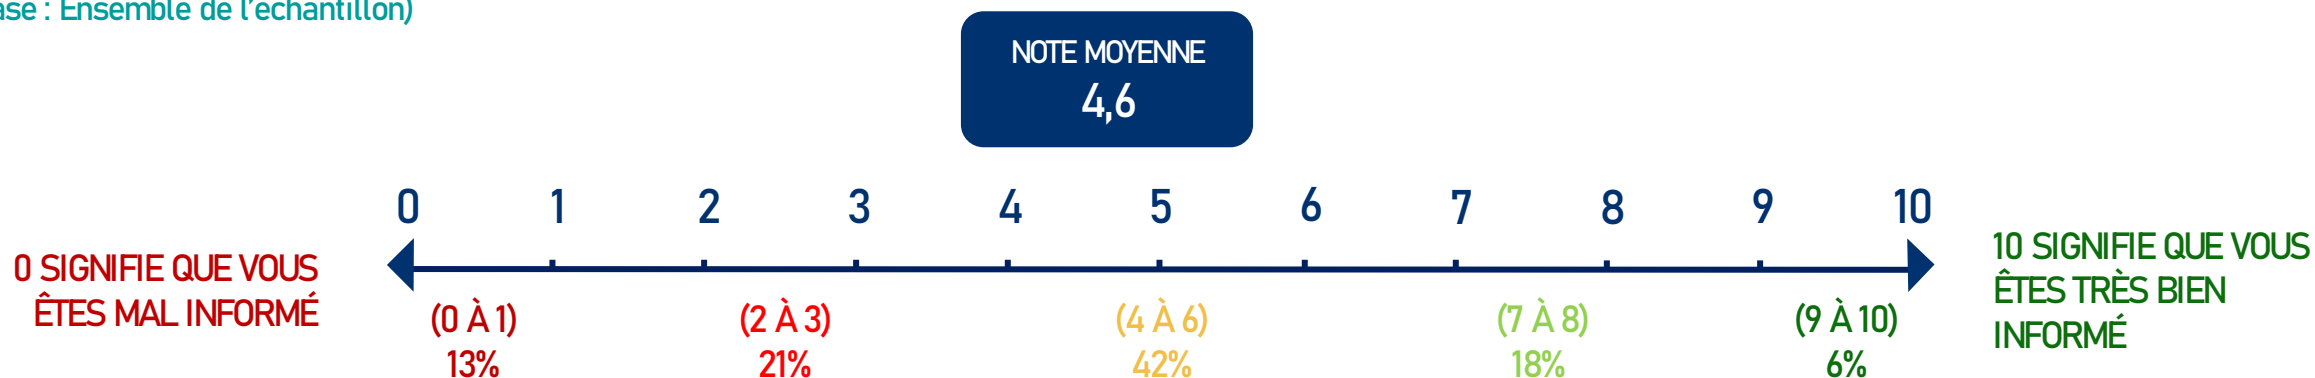 ase : Ensemble de l'échantillon)
NOTE MOYENNE
4,6
0 1 2 3 4 5 6 7 8 9 10
0 SIGNIFIE QUE VOUS
ÊTES MAL INFORMÉ
10 SIGNIFIE QUE VOUS
ÊTES TRÈS BIEN
INFORMÉ
(0 À 1) (2 À 3) (4 À 6) (7 À 8) (9 À 10)
13% 21% 42% 18% 6%